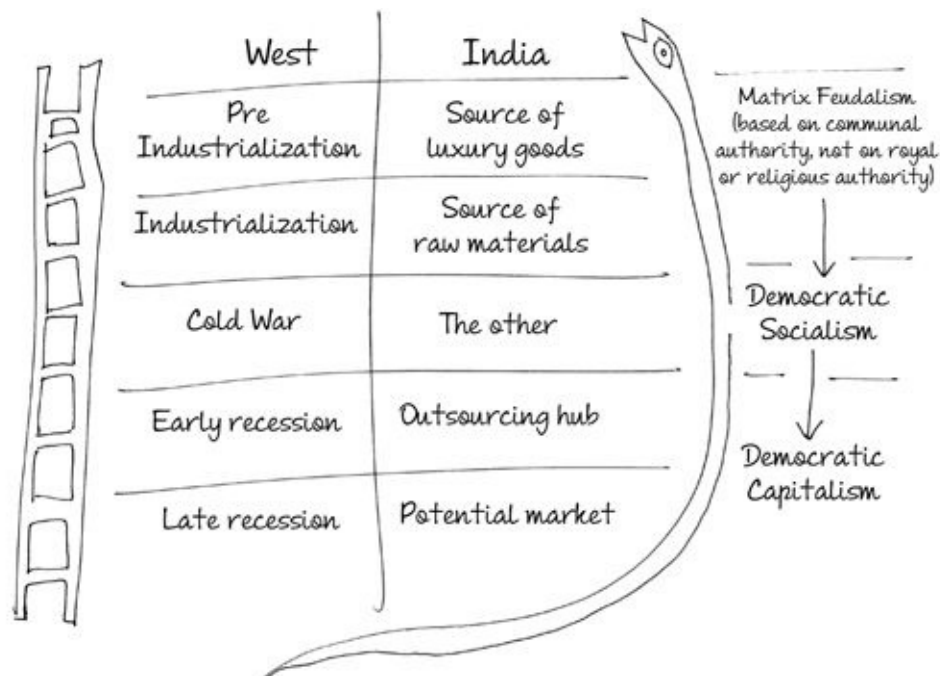 West
India
Pre
Industrialization
Source of
luxury goods
Industrialization
Source of
raw materials
Cold War
The other
Early recession
Outsourcing hub
Late recession
Potential market
Matrix Feudalism
(based on communal
authority, not on royal
or religious authority)
Democratic
Socialism
Democratic
Capitalism